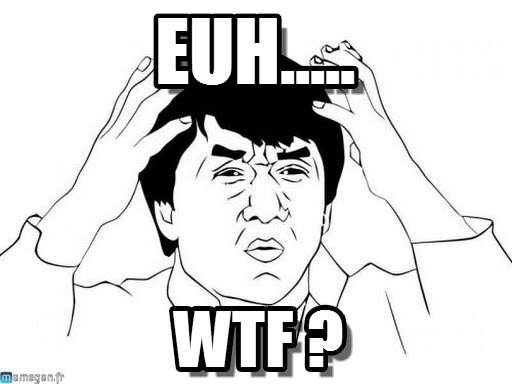 EUH.....
WTF ?
memegen.fr